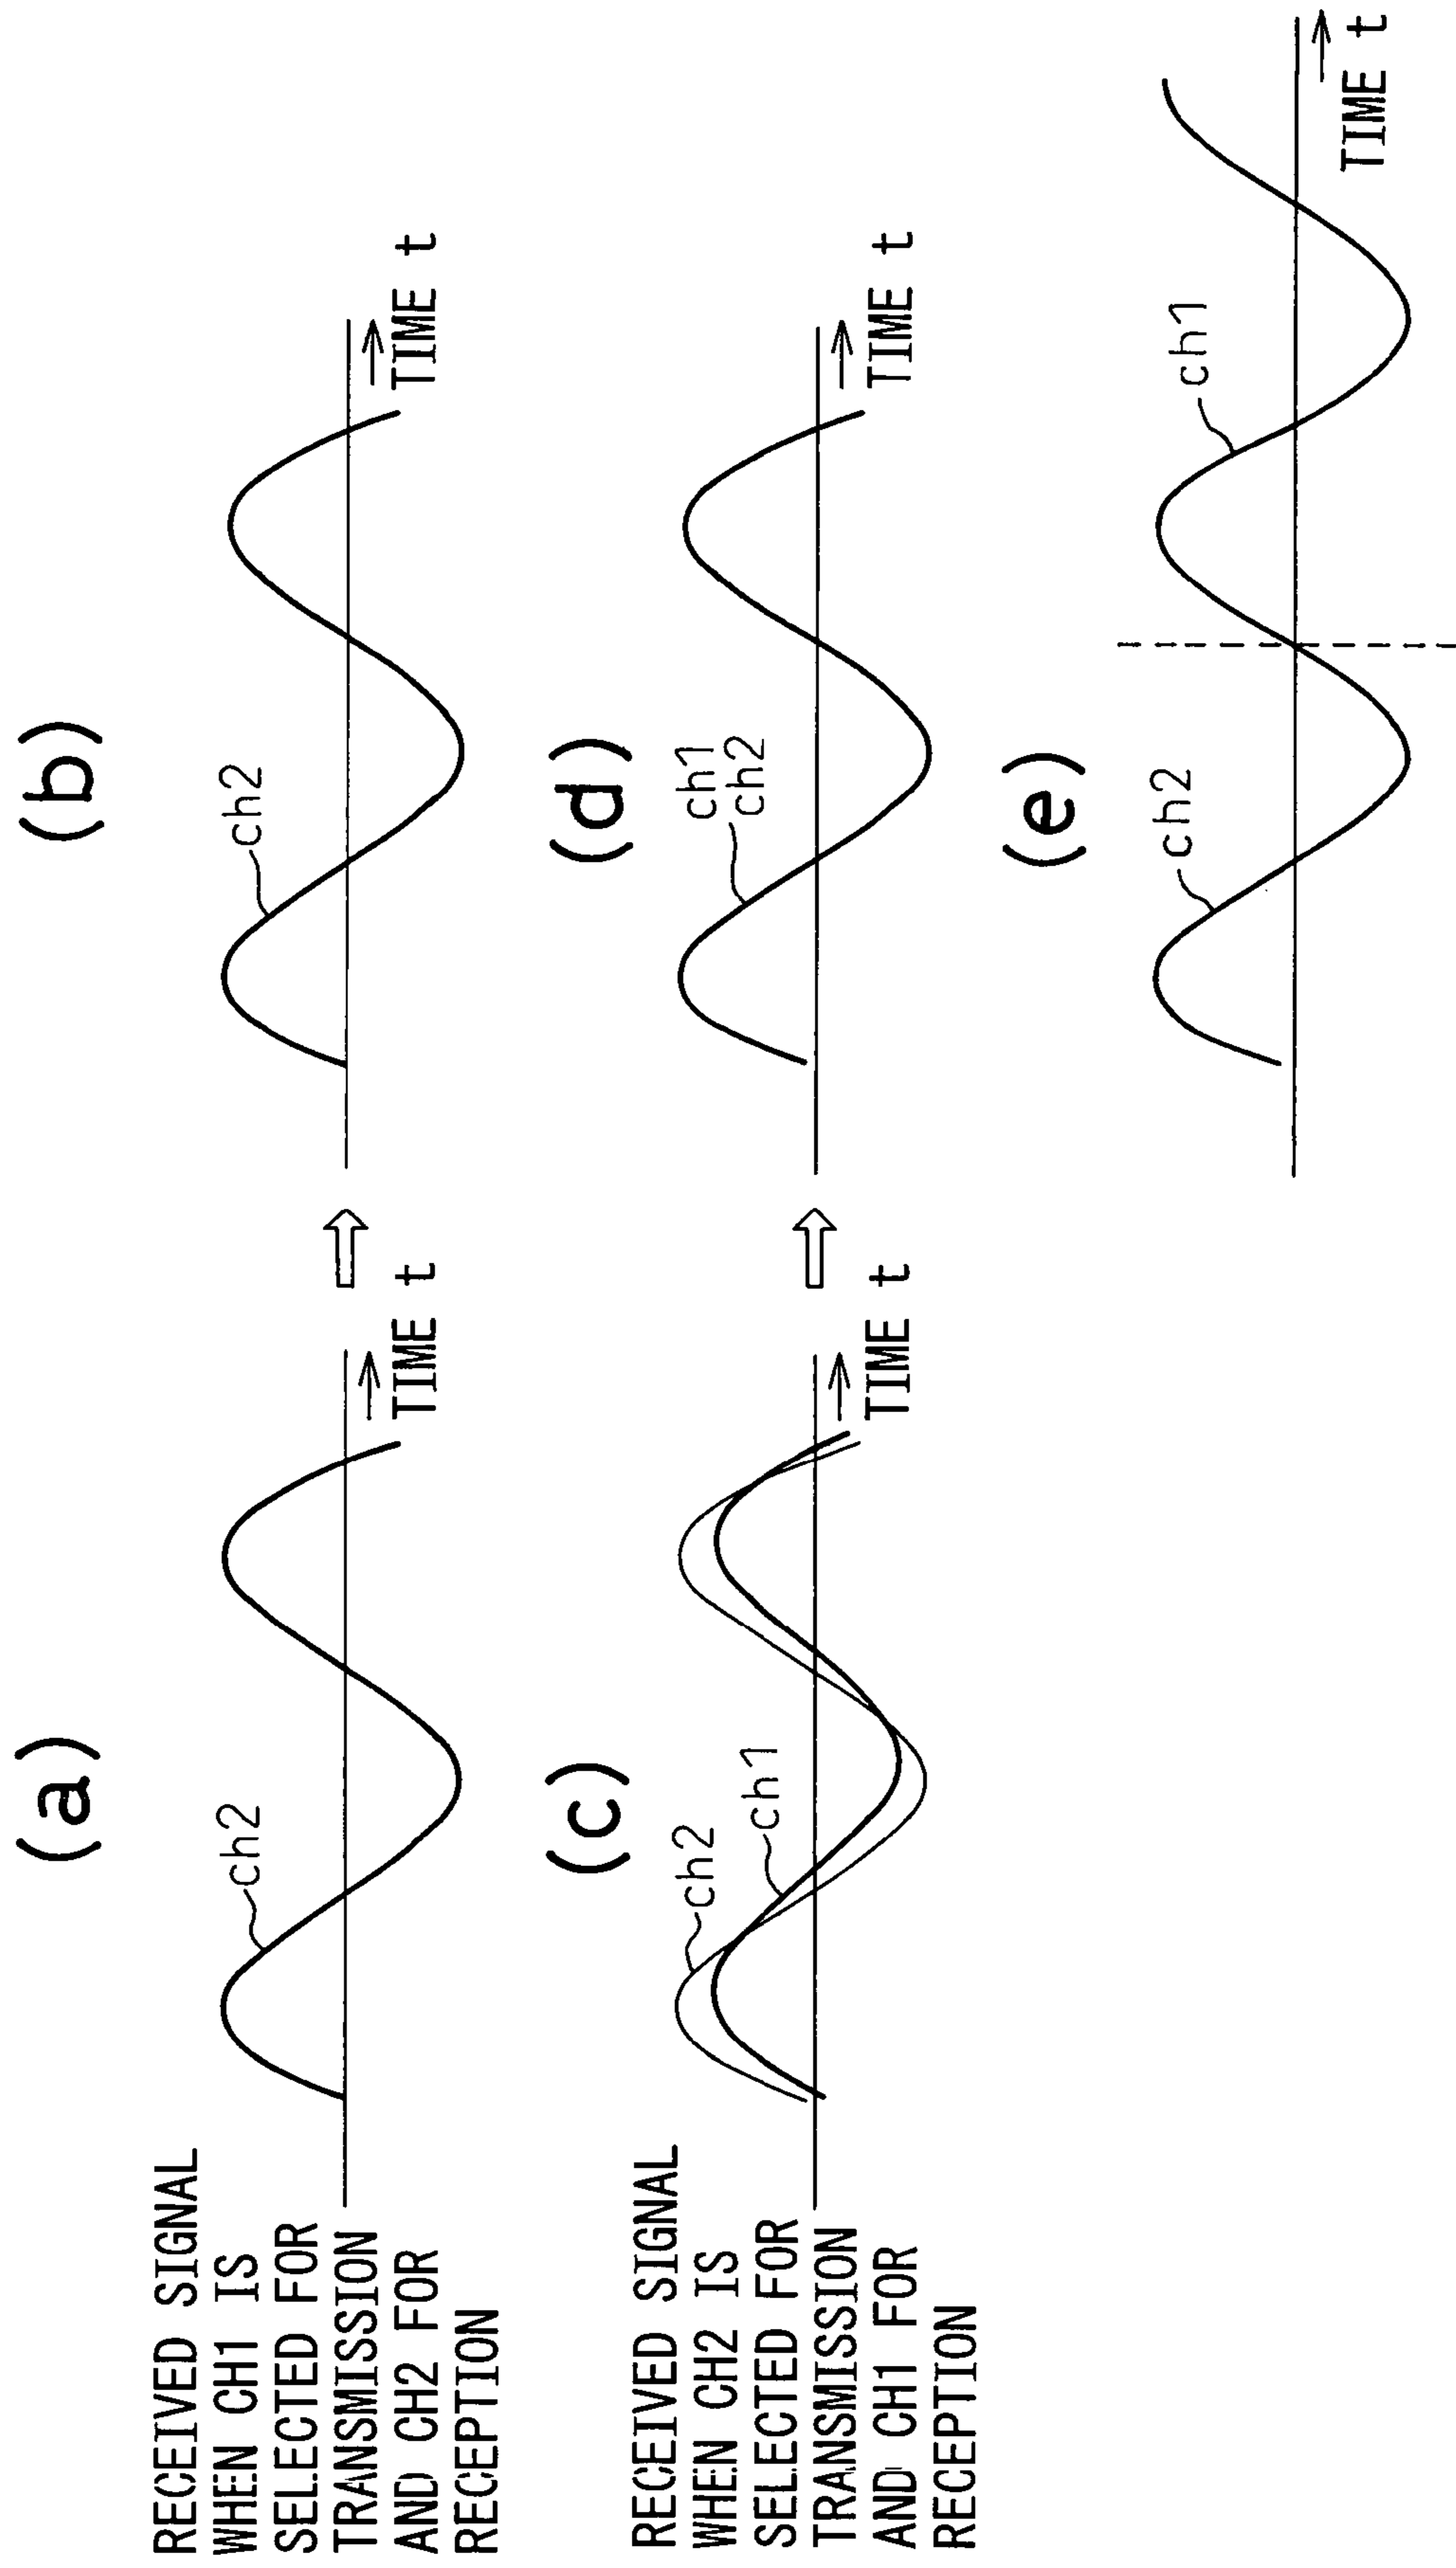 (a)
RECEIVED SIGNAL
WHEN CH1 IS
SELECTED FOR
TRANSMISSION
AND CH2 FOR
RECEPTION
ch2
TIME t
(b)
ch2
TIME t
(c)
RECEIVED SIGNAL
WHEN CH2 IS
SELECTED FOR
TRANSMISSION
AND CH1 FOR
RECEPTION
ch2
ch1
TIME t
(d)
ch1
ch2
TIME t
(e)
ch2
ch1
TIME t